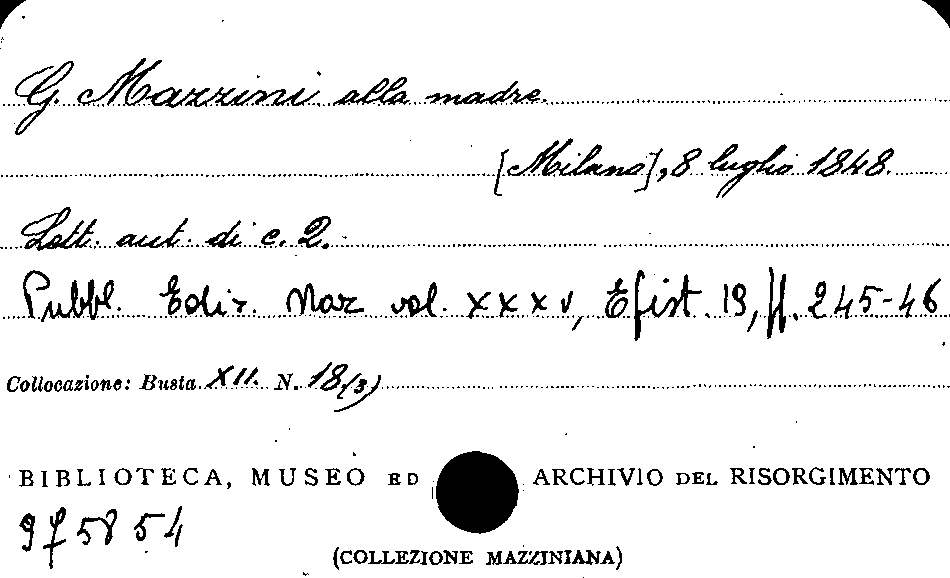 G. Mazzini alla madre.
[Milano], 8 luglio 1848.
Lett. aut. di c. 2.
Pubbl. Ediz. Naz. vol. XXXV, Epist. 19, pp. 245-46
Collocazione: Busta XII. N. 18(3)
BIBLIOTECA, MUSEO ED ARCHIVIO DEL RISORGIMENTO
975854
(COLLEZIONE MAZZINIANA)